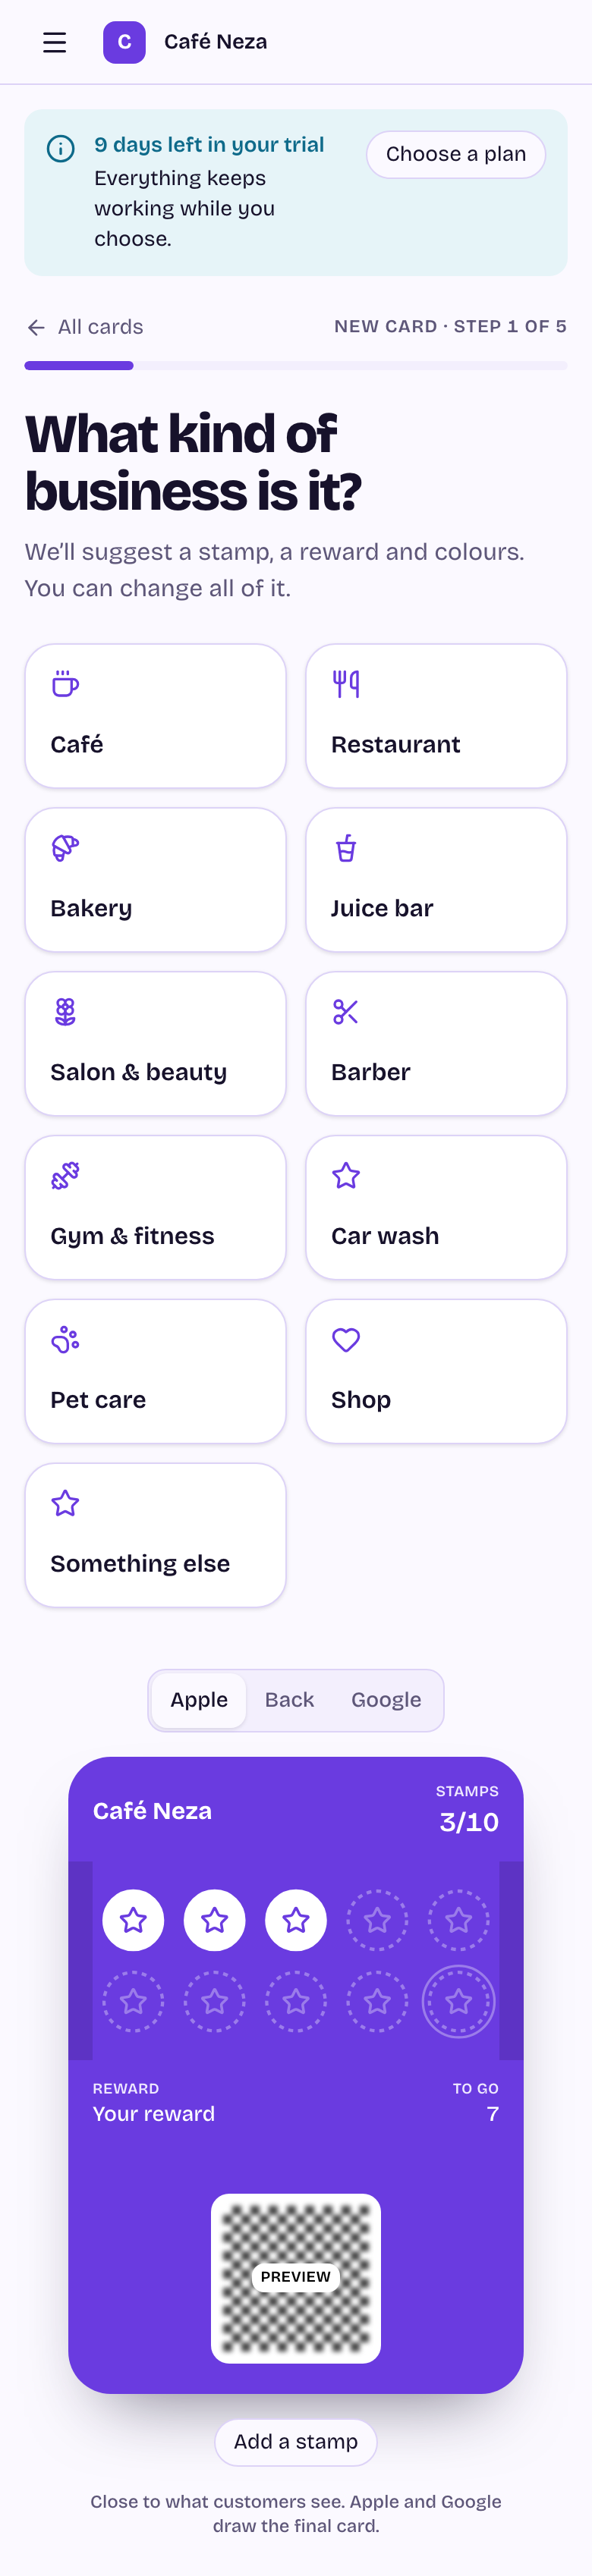 C Café Neza
9 days left in your trial
Everything keeps
working while you
choose.
Choose a plan
All cards
NEW CARD · STEP 1 OF 5
What kind of
business is it?
We'll suggest a stamp, a reward and colours.
You can change all of it.
Café
Restaurant
Bakery
Juice bar
Salon & beauty
Barber
Gym & fitness
Car wash
Pet care
Shop
Something else
Apple Back Google
Café Neza
STAMPS
3/10
REWARD
Your reward
TO GO
7
PREVIEW
Add a stamp
Close to what customers see. Apple and Google
draw the final card.